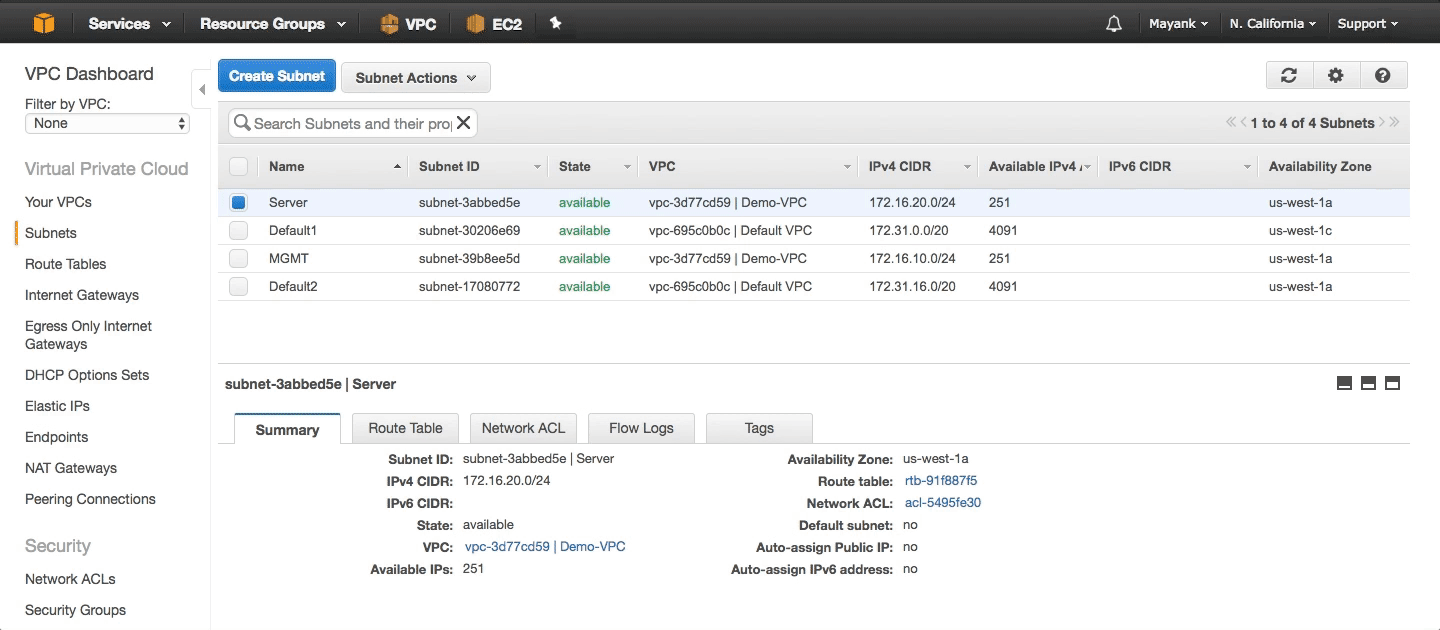 Services Resource Groups VPC EC2 Mayank N. California Support
VPC Dashboard
Filter by VPC:
None
Virtual Private Cloud
Your VPCs
Subnets
Route Tables
Internet Gateways
Egress Only Internet
Gateways
DHCP Options Sets
Elastic IPs
Endpoints
NAT Gateways
Peering Connections
Security
Network ACLs
Security Groups
Create Subnet Subnet Actions
Search Subnets and their pro 1 to 4 of 4 Subnets
Name Subnet ID State VPC IPv4 CIDR Available IPv4 IPv6 CIDR Availability Zone
Server subnet-3abbed5e available vpc-3d77cd59 | Demo-VPC 172.16.20.0/24 251 us-west-1a
Default1 subnet-30206e69 available vpc-695c0b0c | Default VPC 172.31.0.0/20 4091 us-west-1c
MGMT subnet-39b8ee5d available vpc-3d77cd59 | Demo-VPC 172.16.10.0/24 251 us-west-1a
Default2 subnet-17080772 available vpc-695c0b0c | Default VPC 172.31.16.0/20 4091 us-west-1a
subnet-3abbed5e | Server
Summary Route Table Network ACL Flow Logs Tags
Subnet ID: subnet-3abbed5e | Server Availability Zone: us-west-1a
IPv4 CIDR: 172.16.20.0/24 Route table: rtb-91f887f5
IPv6 CIDR: Network ACL: acl-5495fe30
State: available Default subnet: no
VPC: vpc-3d77cd59 | Demo-VPC Auto-assign Public IP: no
Available IPs: 251 Auto-assign IPv6 address: no